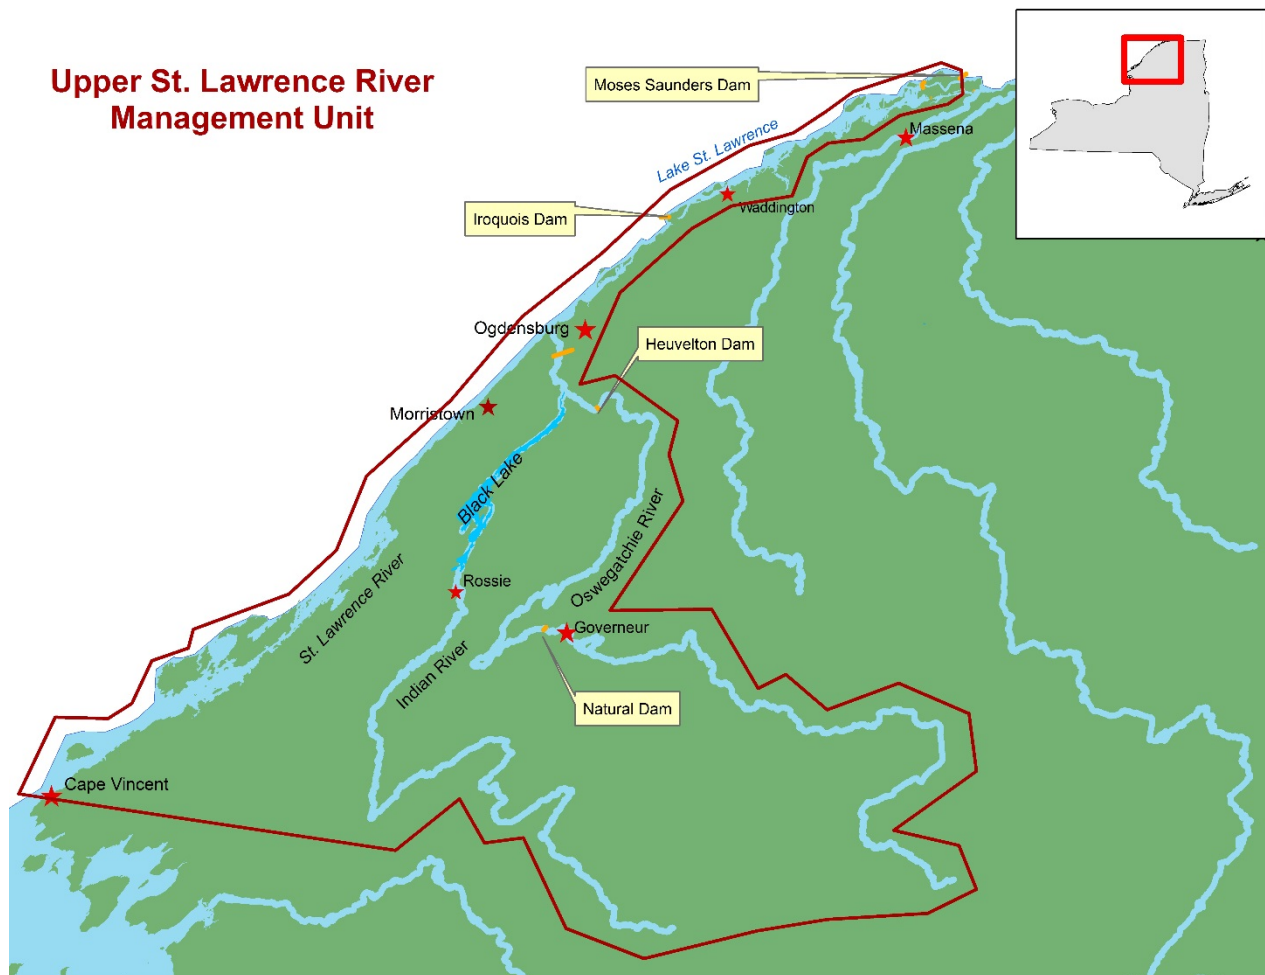 Upper St. Lawrence River
Management Unit
Moses Saunders Dam
Massena
Lake St. Lawrence
Waddington
Iroquois Dam
Ogdensburg
Heuvelton Dam
Morristown
Black Lake
Oswegatchie River
St. Lawrence River
Rossie
Governeur
Indian River
Natural Dam
Cape Vincent